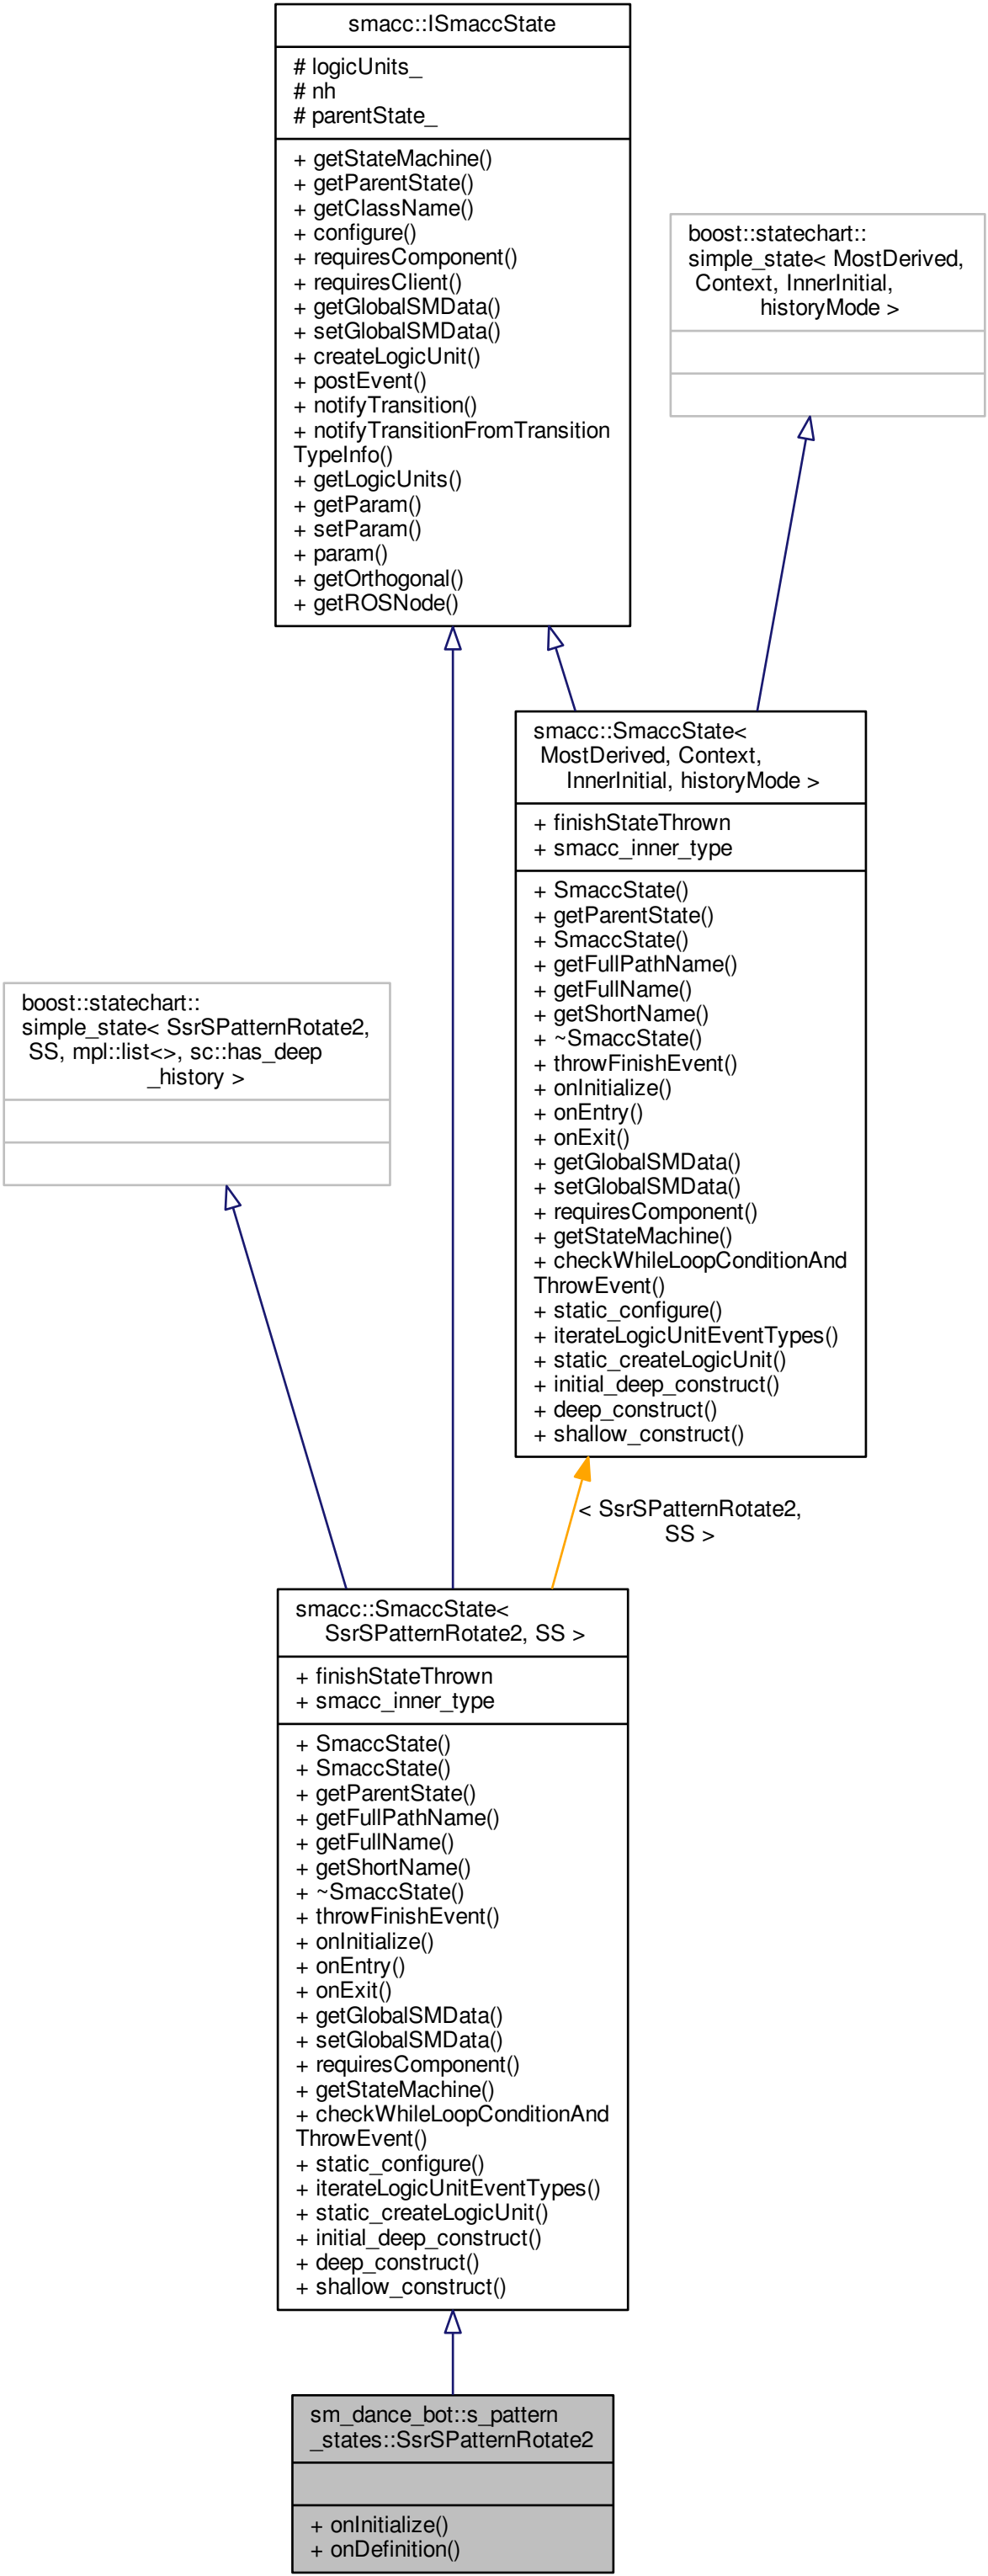 smacc::ISmaccState
# logicUnits_
# nh
# parentState_
+ getStateMachine()
+ getParentState()
+ getClassName()
+ configure()
+ requiresComponent()
+ requiresClient()
+ getGlobalSMData()
+ setGlobalSMData()
+ createLogicUnit()
+ postEvent()
+ notifyTransition()
+ notifyTransitionFromTransition
TypeInfo()
+ getLogicUnits()
+ getParam()
+ setParam()
+ param()
+ getOrthogonal()
+ getROSNode()
boost::statechart::
simple_state< MostDerived,
Context, InnerInitial,
historyMode >
smacc::SmaccState<
MostDerived, Context,
InnerInitial, historyMode >
+ finishStateThrown
+ smacc_inner_type
+ SmaccState()
+ getParentState()
+ SmaccState()
+ getFullPathName()
+ getFullName()
+ getShortName()
+ ~SmaccState()
+ throwFinishEvent()
+ onInitialize()
+ onEntry()
+ onExit()
+ getGlobalSMData()
+ setGlobalSMData()
+ requiresComponent()
+ getStateMachine()
+ checkWhileLoopConditionAnd
ThrowEvent()
+ static_configure()
+ iterateLogicUnitEventTypes()
+ static_createLogicUnit()
+ initial_deep_construct()
+ deep_construct()
+ shallow_construct()
boost::statechart::
simple_state< SsrSPatternRotate2,
SS, mpl::list<>, sc::has_deep
_history >
< SsrSPatternRotate2,
SS >
smacc::SmaccState<
SsrSPatternRotate2, SS >
+ finishStateThrown
+ smacc_inner_type
+ SmaccState()
+ SmaccState()
+ getParentState()
+ getFullPathName()
+ getFullName()
+ getShortName()
+ ~SmaccState()
+ throwFinishEvent()
+ onInitialize()
+ onEntry()
+ onExit()
+ getGlobalSMData()
+ setGlobalSMData()
+ requiresComponent()
+ getStateMachine()
+ checkWhileLoopConditionAnd
ThrowEvent()
+ static_configure()
+ iterateLogicUnitEventTypes()
+ static_createLogicUnit()
+ initial_deep_construct()
+ deep_construct()
+ shallow_construct()
sm_dance_bot::s_pattern
_states::SsrSPatternRotate2
+ onInitialize()
+ onDefinition()